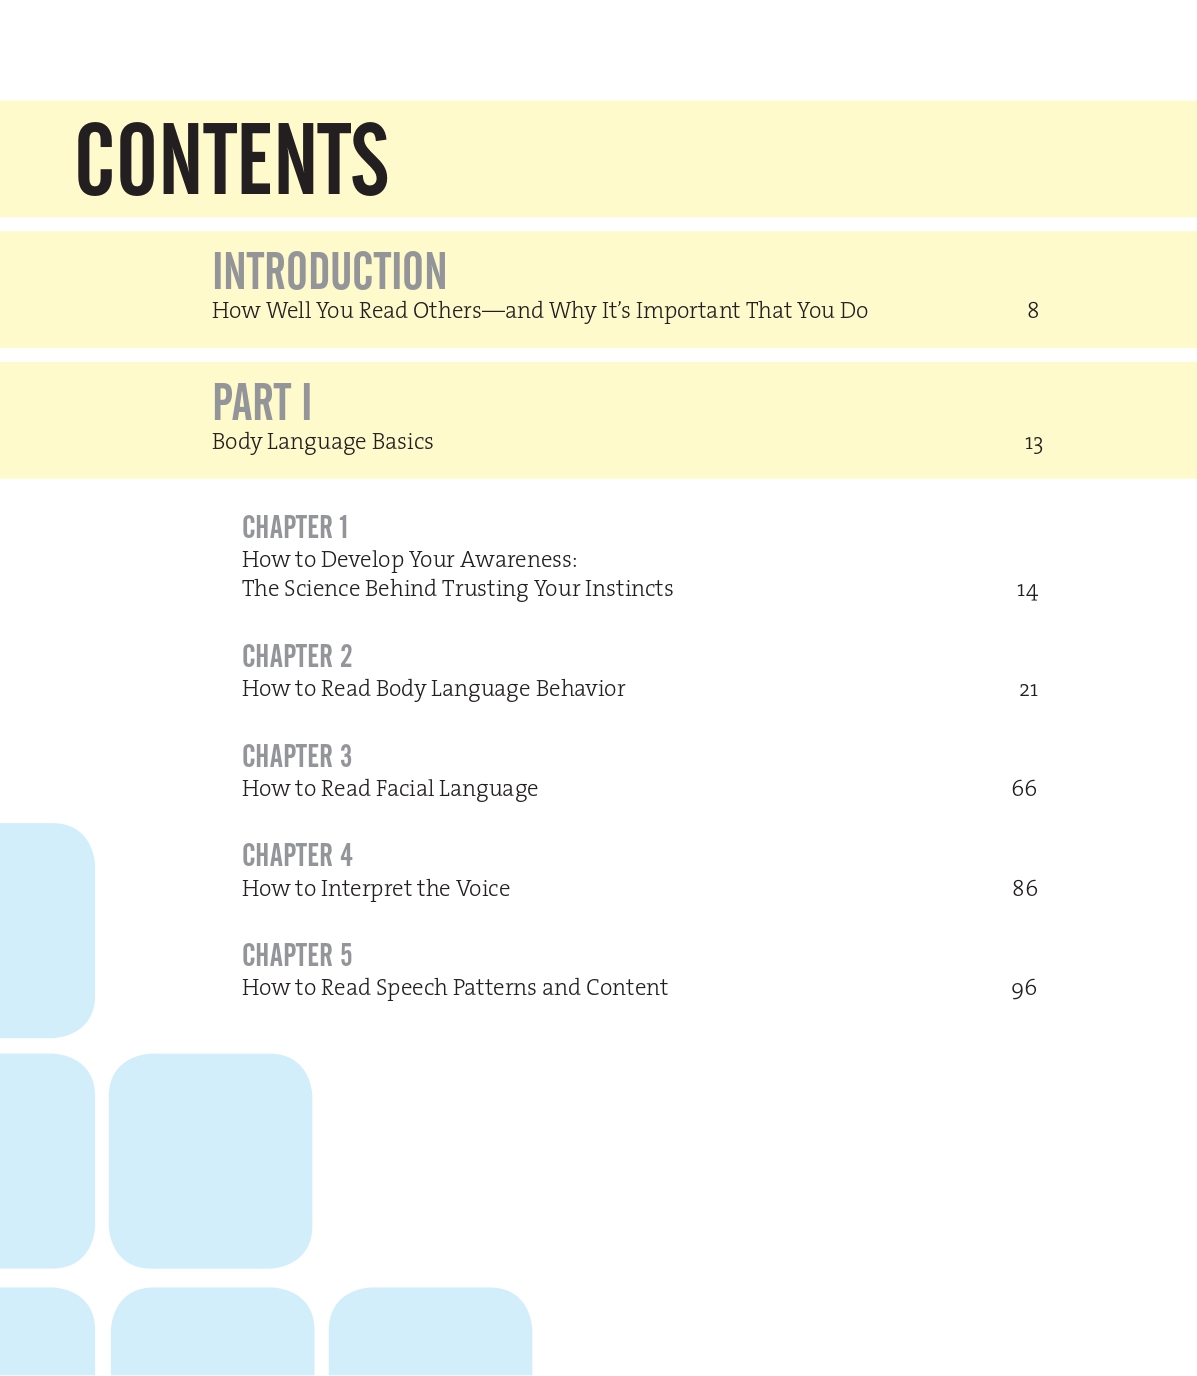 CONTENTS
INTRODUCTION
How Well You Read Others—and Why It’s Important That You Do 8
PART I
Body Language Basics 13
CHAPTER 1
How to Develop Your Awareness:
The Science Behind Trusting Your Instincts 14
CHAPTER 2
How to Read Body Language Behavior 21
CHAPTER 3
How to Read Facial Language 66
CHAPTER 4
How to Interpret the Voice 86
CHAPTER 5
How to Read Speech Patterns and Content 96